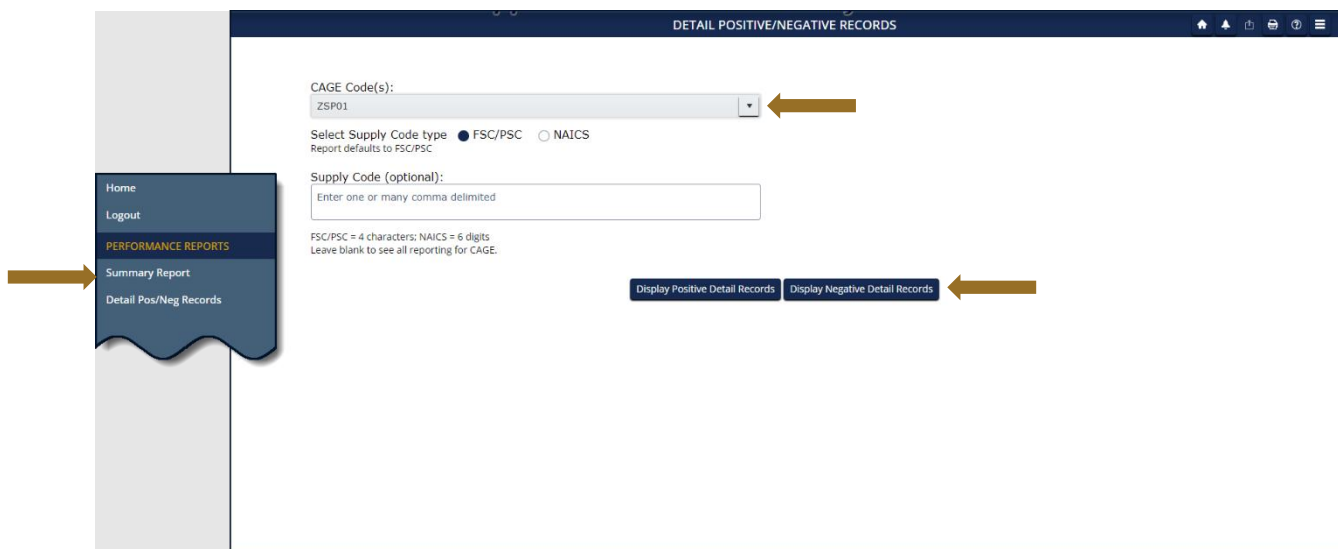 DETAIL POSITIVE/NEGATIVE RECORDS
CAGE Code(s):
ZSP01
Select Supply Code type FSC/PSC NAICS
Report defaults to FSC/PSC
Supply Code (optional):
Enter one or many comma delimited
FSC/PSC = 4 characters; NAICS = 6 digits
Leave blank to see all reporting for CAGE.
Display Positive Detail Records Display Negative Detail Records
Home
Logout
PERFORMANCE REPORTS
Summary Report
Detail Pos/Neg Records